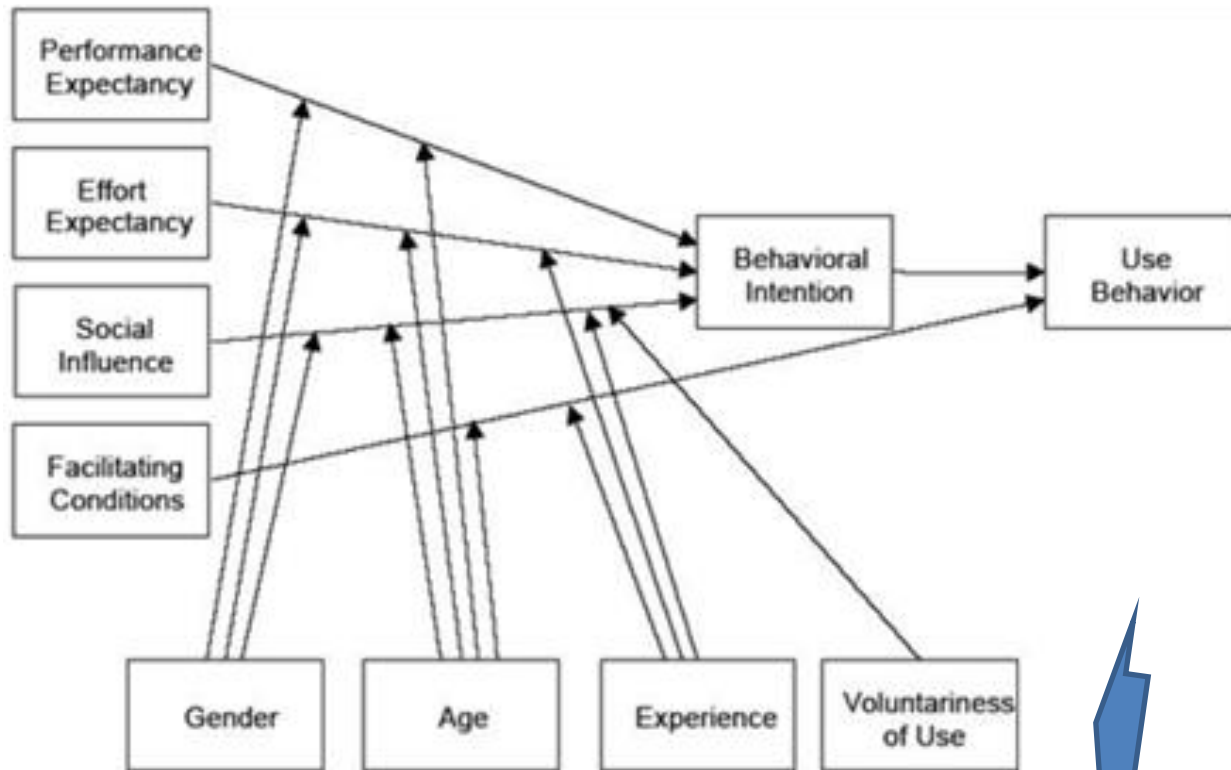 Performance
Expectancy
Effort
Expectancy
Social
Influence
Facilitating
Conditions
Behavioral
Intention
Use
Behavior
Gender
Age
Experience
Voluntariness
of Use